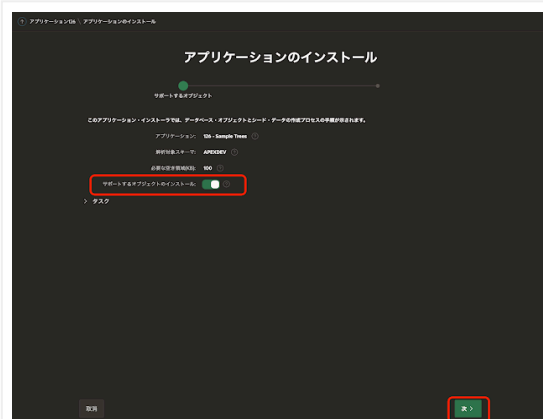 アプリケーション126 \ アプリケーションのインストール
アプリケーションのインストール
サポートするオブジェクト
このアプリケーション・インストーラでは、データベース・オブジェクトとシード・データの作成プロセスの手順が示されます。
アプリケーション: 126 - Sample Trees
解析対象スキーマ: APEXDEV
必要な空き領域(KB): 100
サポートするオブジェクトのインストール:
> タスク
取消
次 >